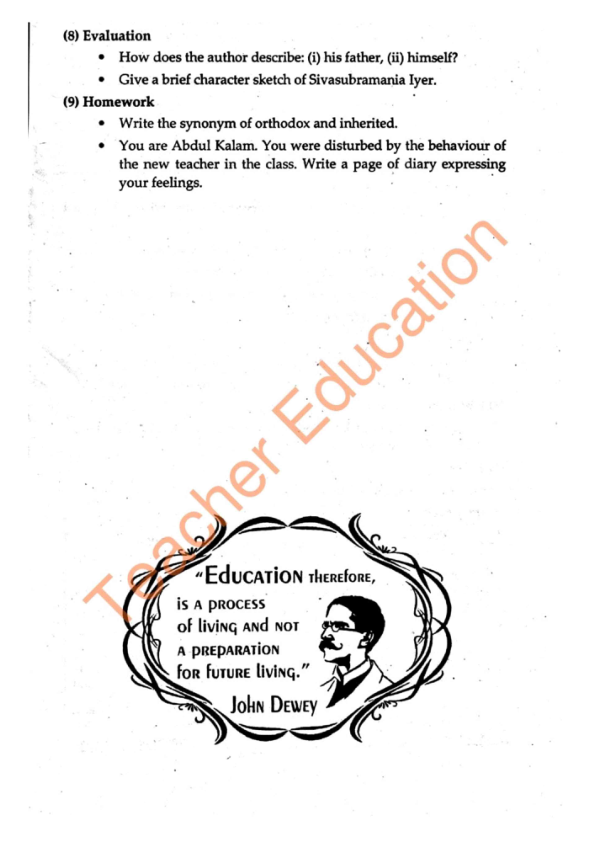 (8) Evaluation
• How does the author describe: (i) his father, (ii) himself?
• Give a brief character sketch of Sivasubramania Iyer.
(9) Homework
• Write the synonym of orthodox and inherited.
• You are Abdul Kalam. You were disturbed by the behaviour of
the new teacher in the class. Write a page of diary expressing
your feelings.
Teacher Education
“Education therefore,
is a process
of living and not
a preparation
for future living.”
John Dewey